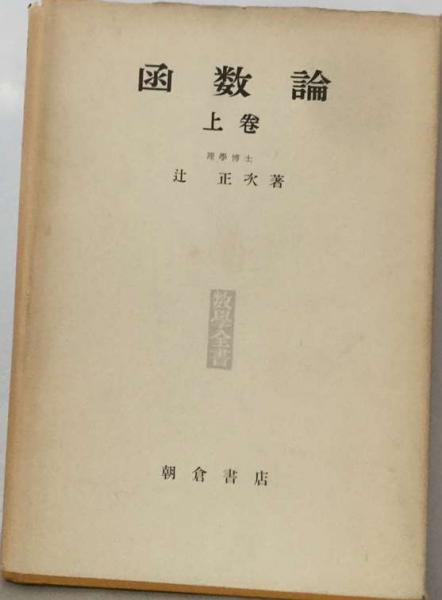 函数論
上卷
理學博士
辻 正次著
数學全書
朝倉書店